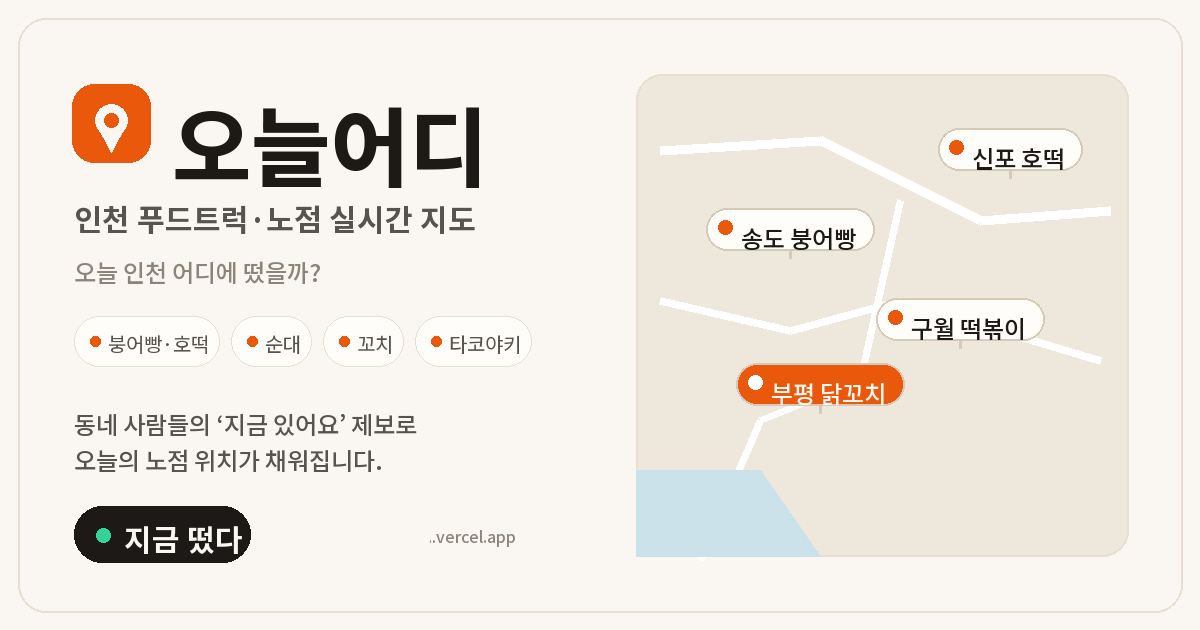 오늘어디
인천 푸드트럭·노점 실시간 지도
오늘 인천 어디에 떴을까?
붕어빵·호떡
순대
꼬치
타코야키
동네 사람들의 ‘지금 있어요’ 제보로
오늘의 노점 위치가 채워집니다.
지금 떴다
..vercel.app
신포 호떡
송도 붕어빵
구월 떡볶이
부평 닭꼬치